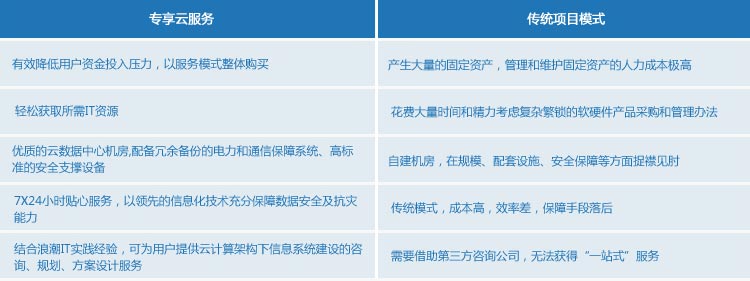 专享云服务
传统项目模式
有效降低用户资金投入压力，以服务模式整体购买
产生大量的固定资产，管理和维护固定资产的人力成本极高
轻松获取所需IT资源
花费大量时间和精力考虑复杂繁锁的软硬件产品采购和管理办法
优质的云数据中心机房,配备冗余备份的电力和通信保障系统、高标
准的安全支撑设备
自建机房，在规模、配套设施、安全保障等方面捉襟见肘
7X24小时贴心服务，以领先的信息化技术充分保障数据安全及抗灾
能力
传统模式，成本高，效率差，保障手段落后
结合浪潮IT实践经验，可为用户提供云计算架构下信息系统建设的咨
询、规划、方案设计服务
需要借助第三方咨询公司，无法获得“一站式”服务